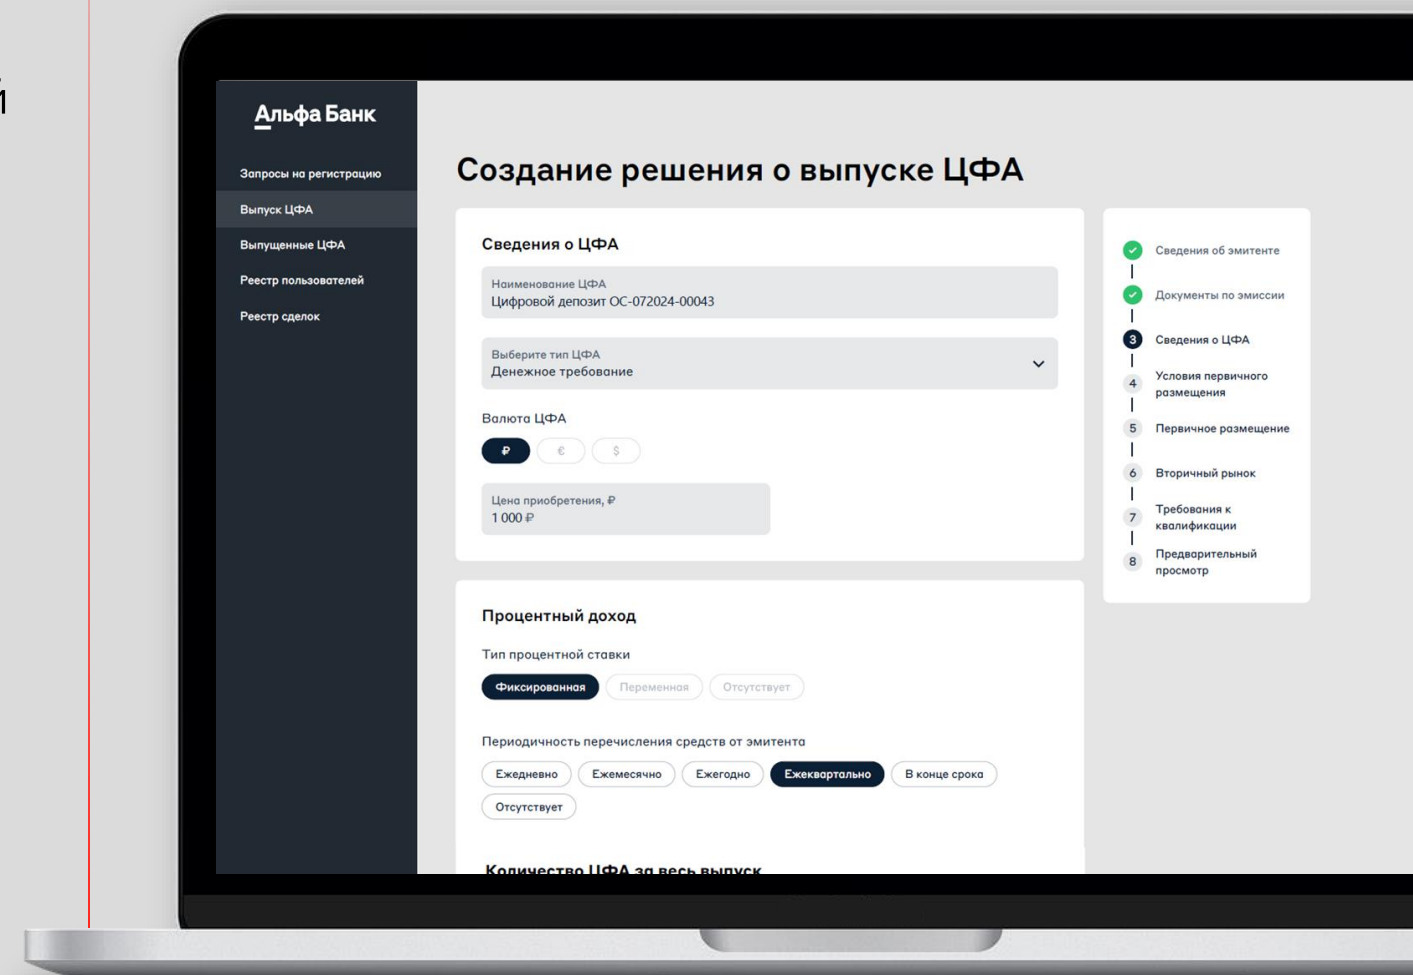 Альфа Банк
Запросы на регистрацию
Выпуск ЦФА
Выпущенные ЦФА
Реестр пользователей
Реестр сделок
Создание решения о выпуске ЦФА
Сведения о ЦФА
Наименование ЦФА
Цифровой депозит ОС-072024-00043
Выберите тип ЦФА
Денежное требование
Валюта ЦФА
₽ € $
Цена приобретения, ₽
1 000 ₽
Процентный доход
Тип процентной ставки
Фиксированная Переменная Отсутствует
Периодичность перечисления средств от эмитента
Ежедневно Ежемесячно Ежегодно Ежеквартально В конце срока
Отсутствует
Количество ЦФА за весь выпуск
Сведения об эмитенте
Документы по эмиссии
3 Сведения о ЦФА
4 Условия первичного
размещения
5 Первичное размещение
6 Вторичный рынок
7 Требования к
квалификации
8 Предварительный
просмотр